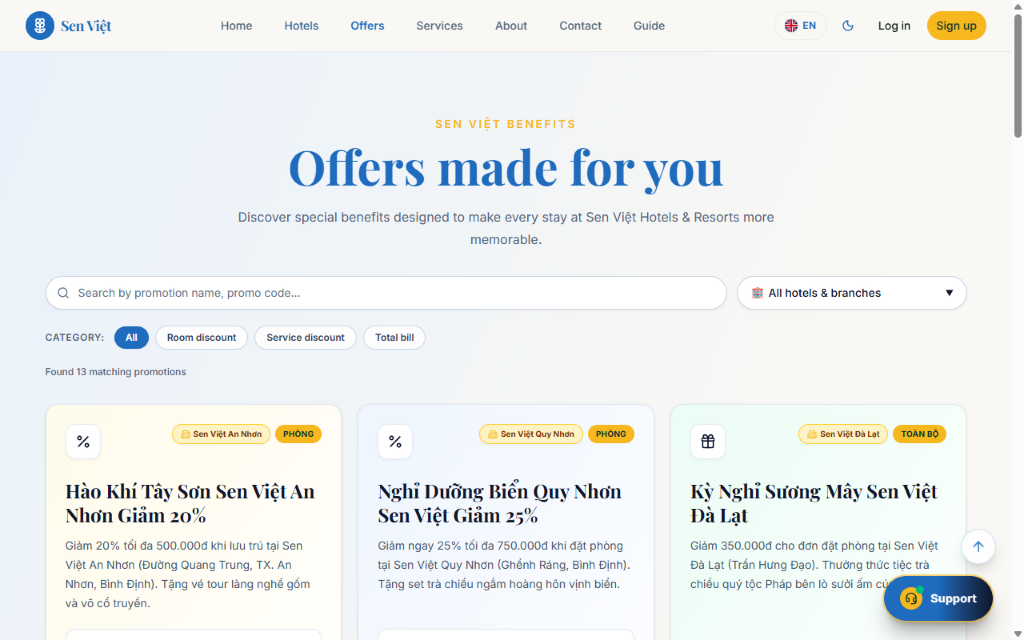 Sen Việt
Home
Hotels
Offers
Services
About
Contact
Guide
EN
Log in
Sign up
SEN VIỆT BENEFITS
Offers made for you
Discover special benefits designed to make every stay at Sen Việt Hotels & Resorts more
memorable.
Search by promotion name, promo code...
All hotels & branches
CATEGORY:
All
Room discount
Service discount
Total bill
Found 13 matching promotions
Sen Việt An Nhơn
PHÒNG
Hào Khí Tây Sơn Sen Việt An
Nhơn Giảm 20%
Giảm 20% tối đa 500.000đ khi lưu trú tại Sen
Việt An Nhơn (Đường Quang Trung, TX. An
Nhơn, Bình Định). Tặng vé tour làng nghề gốm
và võ cổ truyền.
Sen Việt Quy Nhơn
PHÒNG
Nghỉ Dưỡng Biển Quy Nhơn
Sen Việt Giảm 25%
Giảm ngay 25% tối đa 750.000đ khi đặt phòng
tại Sen Việt Quy Nhơn (Ghềnh Ráng, Bình Định).
Tặng set trà chiều ngắm hoàng hôn vịnh biển.
Sen Việt Đà Lạt
TOÀN BỘ
Kỳ Nghỉ Sương Mây Sen Việt
Đà Lạt
Giảm 350.000đ cho đơn đặt phòng tại Sen Việt
Đà Lạt (Trần Hưng Đạo). Thưởng thức tiệc trà
chiều quý tộc Pháp bên lò sưởi ấm
Support